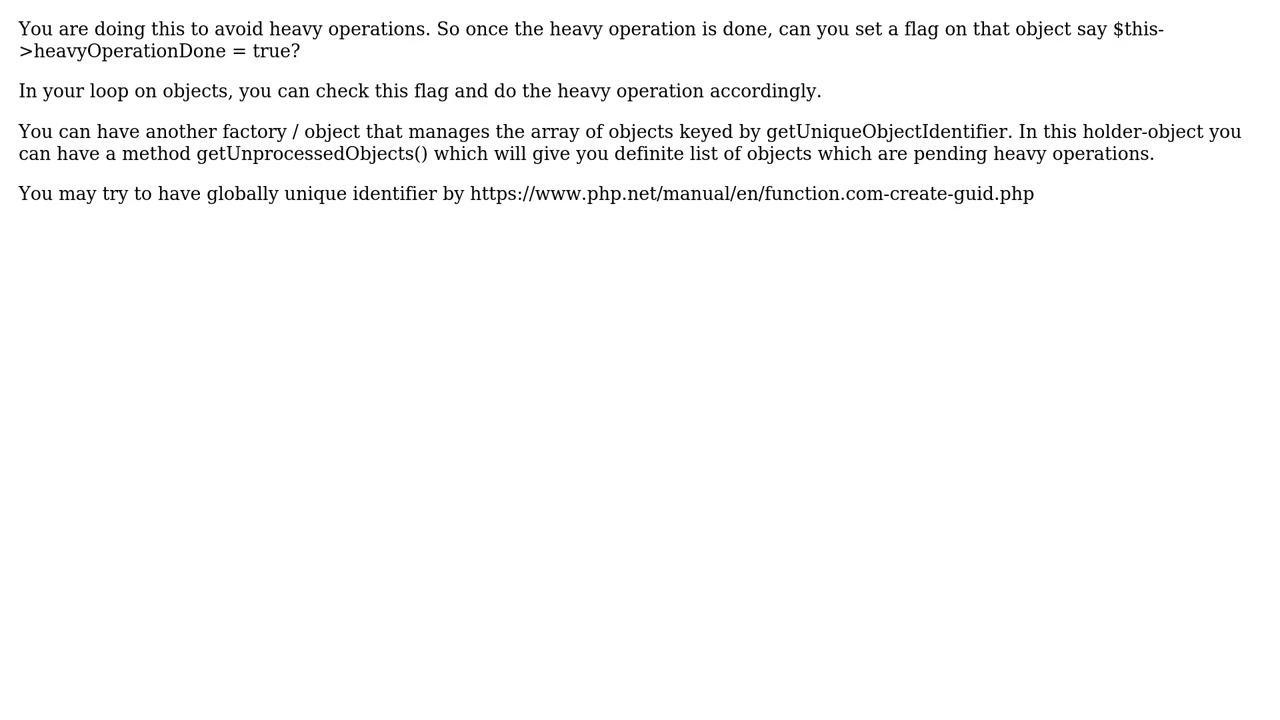 You are doing this to avoid heavy operations. So once the heavy operation is done, can you set a flag on that object say $this-
>heavyOperationDone = true?
In your loop on objects, you can check this flag and do the heavy operation accordingly.
You can have another factory / object that manages the array of objects keyed by getUniqueObjectIdentifier. In this holder-object you
can have a method getUnprocessedObjects() which will give you definite list of objects which are pending heavy operations.
You may try to have globally unique identifier by https://www.php.net/manual/en/function.com-create-guid.php